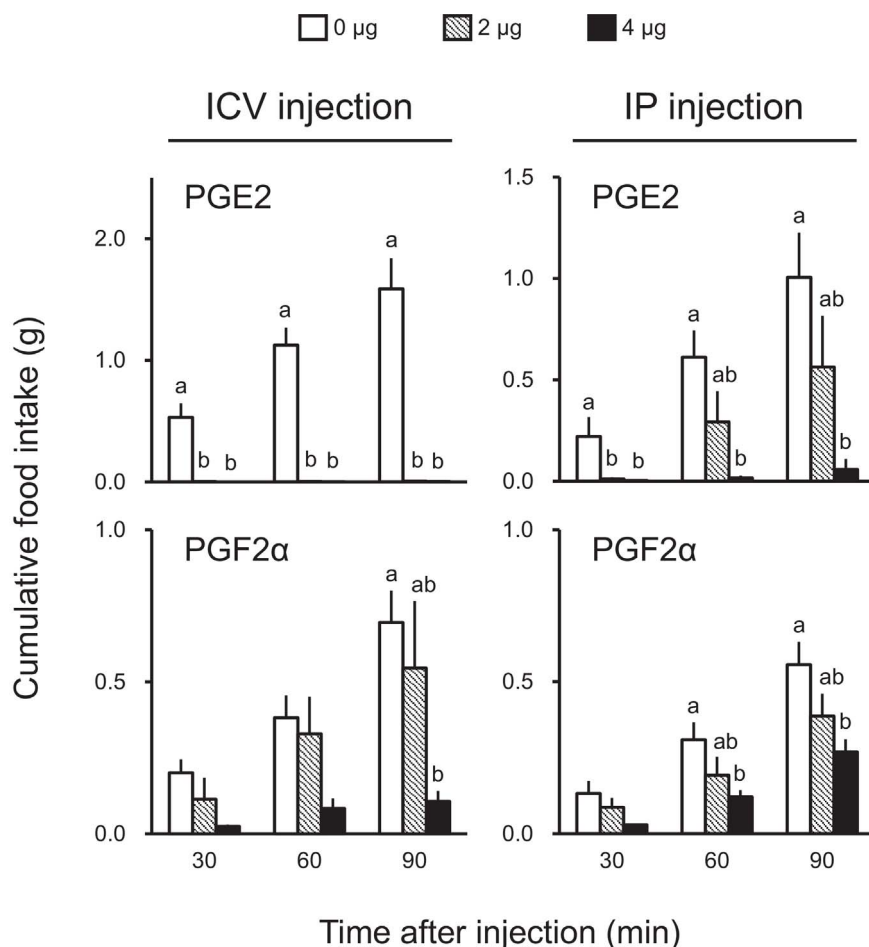 0 µg 2 µg 4 µg
ICV injection IP injection
PGE2 PGE2
2.0
1.0
0.0
a
a
a
b b b b b b
1.5
1.0
0.5
0.0
a
a
a
b b
ab
b
ab
b
PGF2α PGF2α
1.0
0.5
0.0
a
ab
b
1.0
0.5
0.0
a
ab
b
a
ab
b
30 60 90 30 60 90
Cumulative food intake (g)
Time after injection (min)